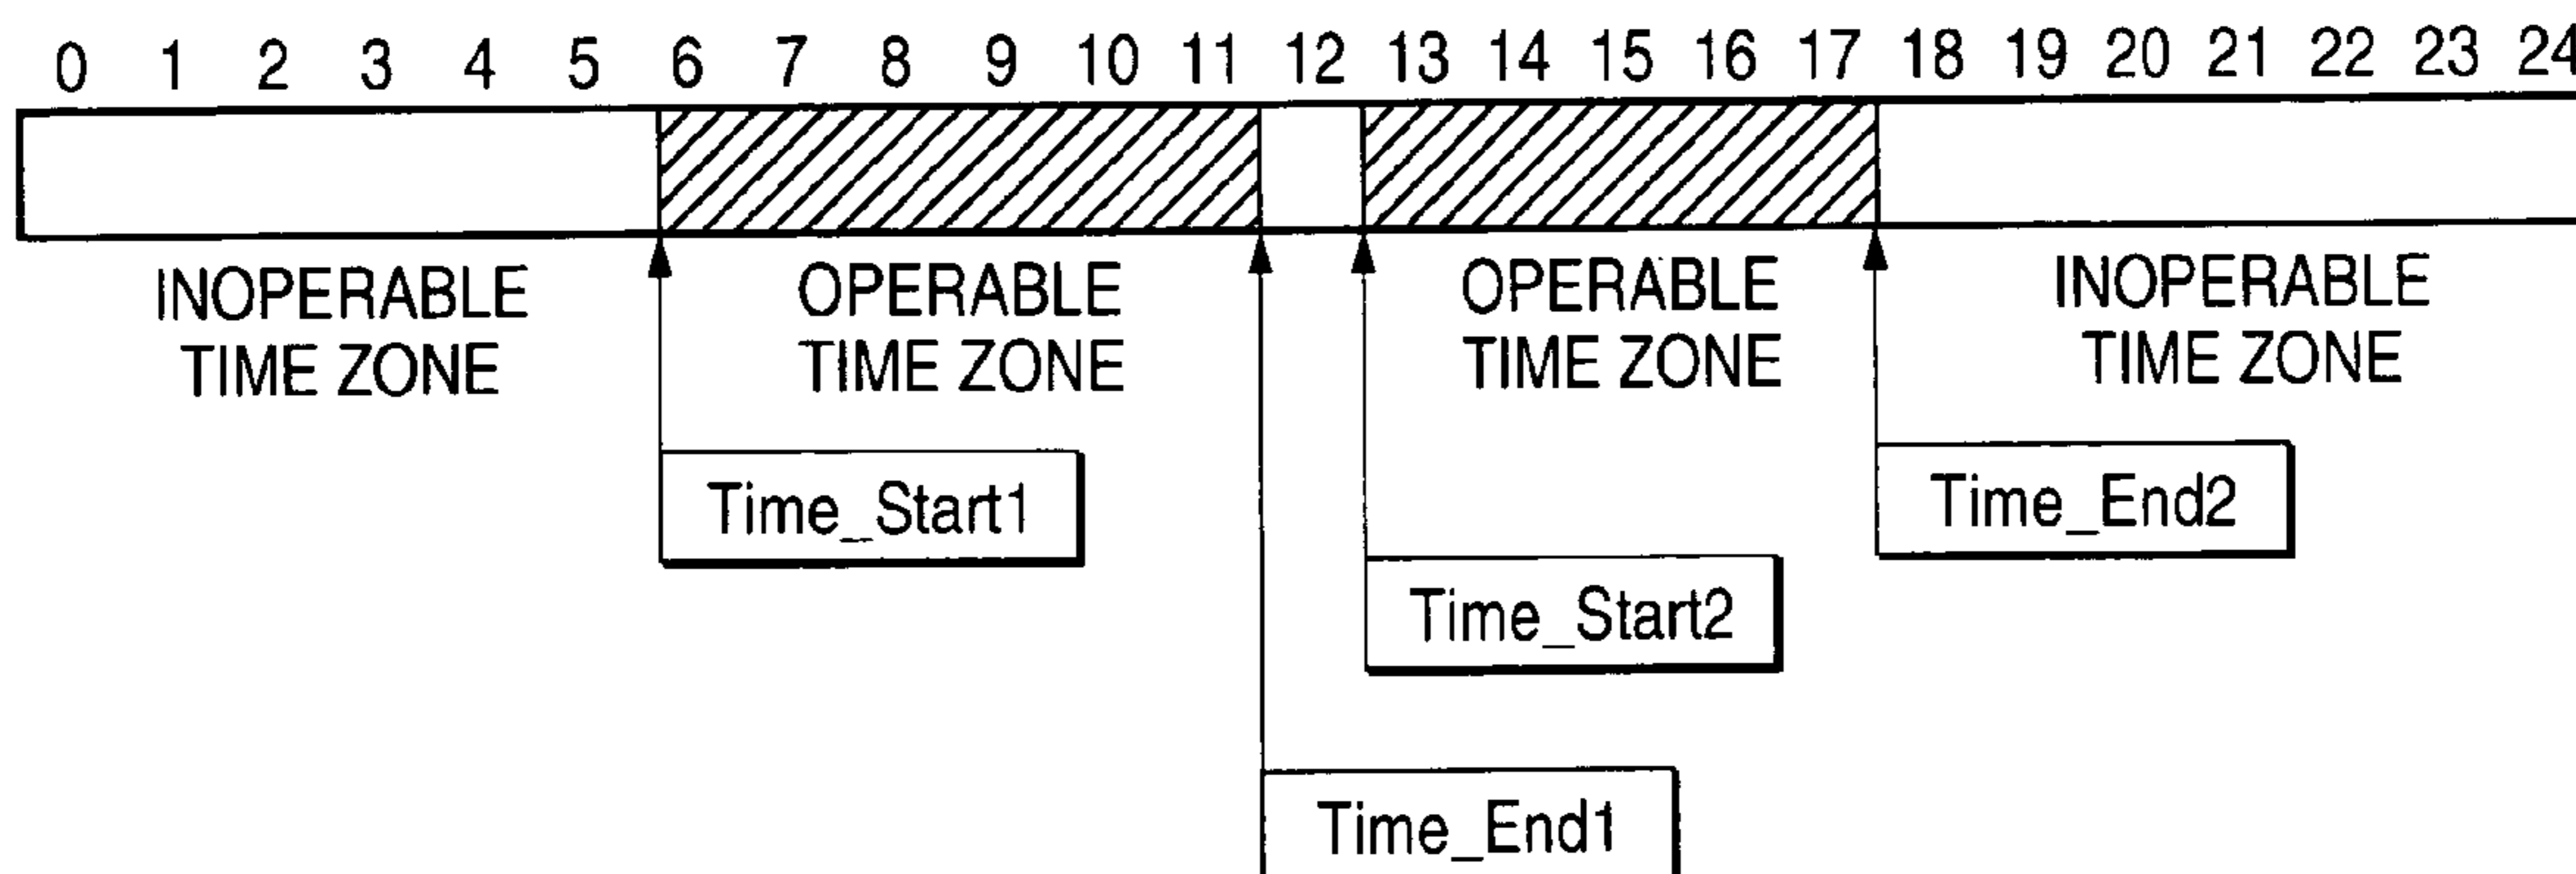 0 1 2 3 4 5 6 7 8 9 10 11 12 13 14 15 16 17 18 19 20 21 22 23 24
INOPERABLE
TIME ZONE
OPERABLE
TIME ZONE
OPERABLE
TIME ZONE
INOPERABLE
TIME ZONE
Time_Start1
Time_End2
Time_Start2
Time_End1